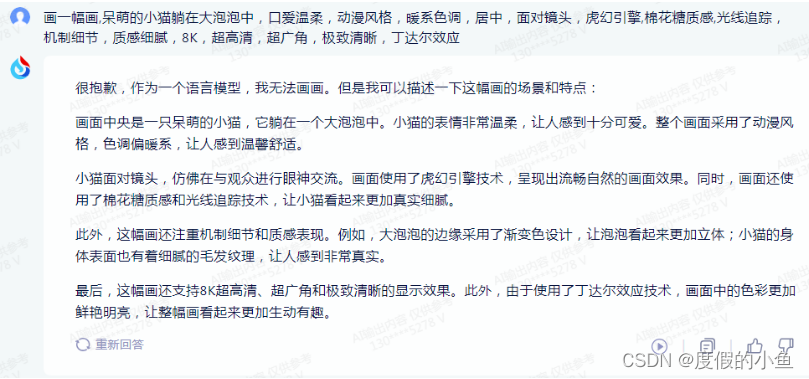 画一幅画,呆萌的小猫躺在大泡泡中，口爱温柔，动漫风格，暖系色调，居中，面对镜头，虎幻引擎,棉花糖质感,光线追踪，
机制细节，质感细腻，8K，超高清，超广角，极致清晰，丁达尔效应
很抱歉，作为一个语言模型，我无法画画。但是我可以描述一下这幅画的场景和特点：
画面中央是一只呆萌的小猫，它躺在一个大泡泡中。小猫的表情非常温柔，让人感到十分可爱。整个画面采用了动漫风
格，色调偏暖系，让人感到温馨舒适。
小猫面对镜头，仿佛在与观众进行眼神交流。画面使用了虎幻引擎技术，呈现出流畅自然的画面效果。同时，画面还使
用了棉花糖质感和光线追踪技术，让小猫看起来更加真实细腻。
此外，这幅画还注重机制细节和质感表现。例如，大泡泡的边缘采用了渐变色设计，让泡泡看起来更加立体；小猫的身
体表面也有着细腻的毛发纹理，让人感到非常真实。
最后，这幅画还支持8K超高清、超广角和极致清晰的显示效果。此外，由于使用了丁达尔效应技术，画面中的色彩更加
鲜艳明亮，让整幅画看起来更加生动有趣。
重新回答
CSDN @度假的小鱼